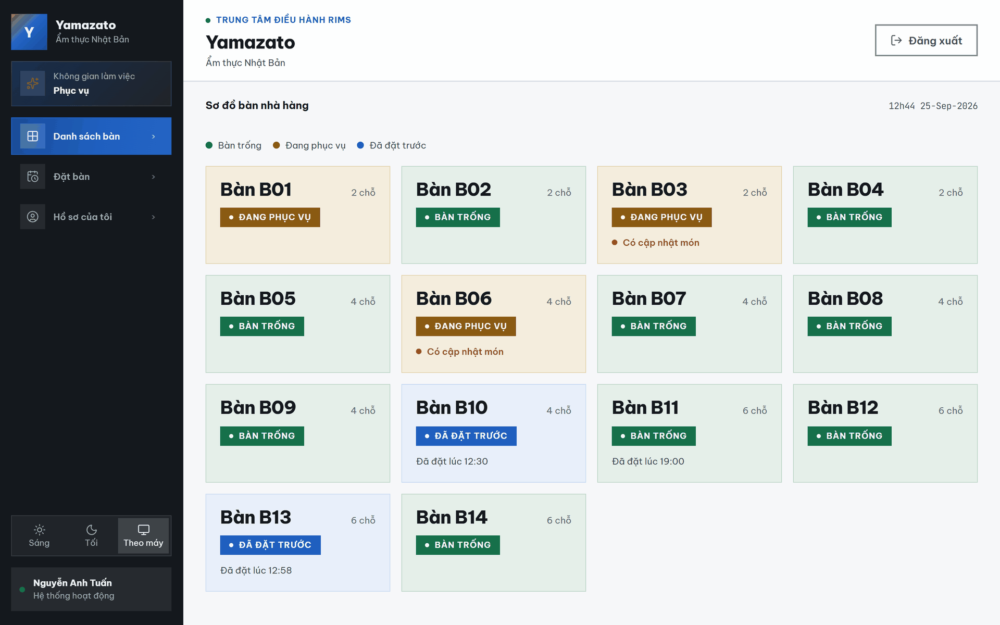 Y
Yamazato
Ẩm thực Nhật Bản
Không gian làm việc
Phục vụ
Danh sách bàn
Đặt bàn
Hồ sơ của tôi
Sáng
Tối
Theo máy
Nguyễn Anh Tuấn
Hệ thống hoạt động
TRUNG TÂM ĐIỀU HÀNH RIMS
Yamazato
Ẩm thực Nhật Bản
Đăng xuất
Sơ đồ bàn nhà hàng
12h44 25-Sep-2026
Bàn trống
Đang phục vụ
Đã đặt trước
Bàn B01
2 chỗ
ĐANG PHỤC VỤ
Bàn B02
2 chỗ
BÀN TRỐNG
Bàn B03
2 chỗ
ĐANG PHỤC VỤ
Có cập nhật món
Bàn B04
2 chỗ
BÀN TRỐNG
Bàn B05
4 chỗ
BÀN TRỐNG
Bàn B06
4 chỗ
ĐANG PHỤC VỤ
Có cập nhật món
Bàn B07
4 chỗ
BÀN TRỐNG
Bàn B08
4 chỗ
BÀN TRỐNG
Bàn B09
4 chỗ
BÀN TRỐNG
Bàn B10
4 chỗ
ĐÃ ĐẶT TRƯỚC
Đã đặt lúc 12:30
Bàn B11
6 chỗ
BÀN TRỐNG
Đã đặt lúc 19:00
Bàn B12
6 chỗ
BÀN TRỐNG
Bàn B13
6 chỗ
ĐÃ ĐẶT TRƯỚC
Đã đặt lúc 12:58
Bàn B14
6 chỗ
BÀN TRỐNG